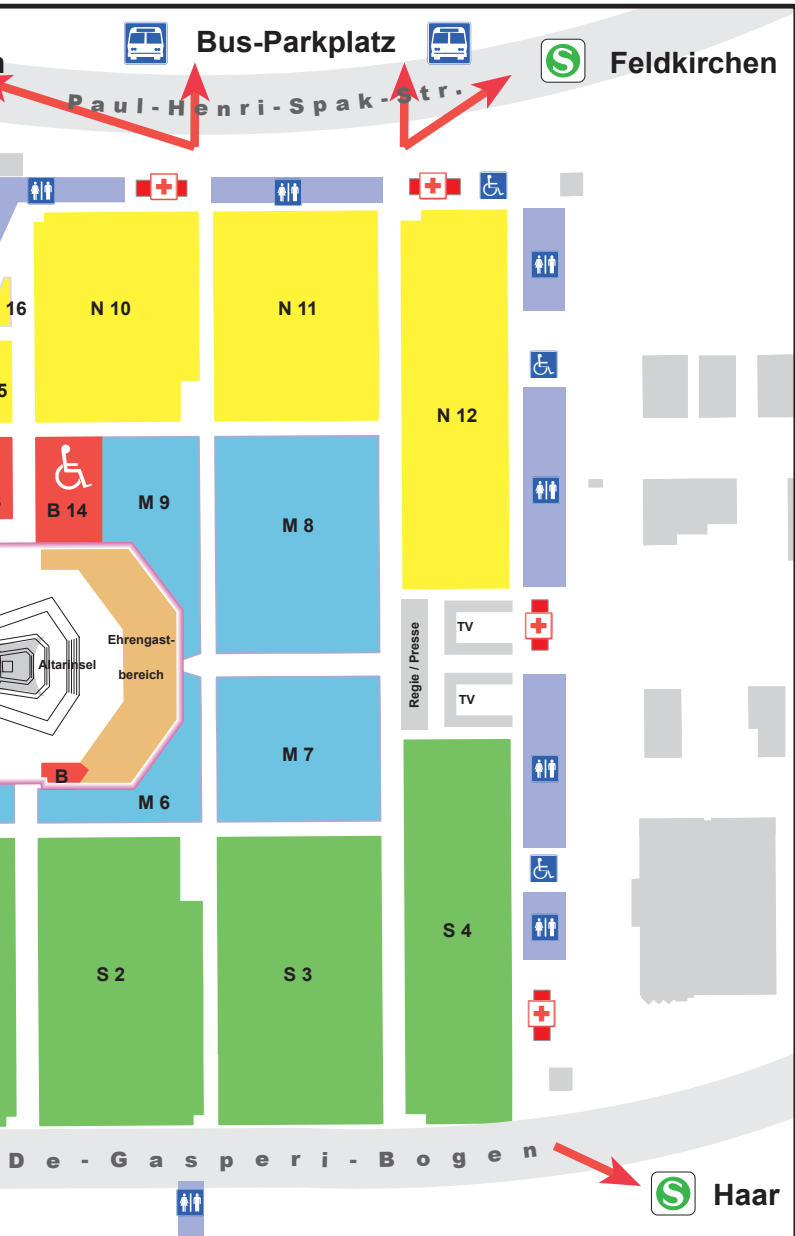 Bus-Parkplatz
S Feldkirchen
Paul-Henri-Spak-Str.
16
N 10
N 11
N 12
5
B 14
M 9
M 8
Regie / Presse
TV
TV
Ehrengast-
bereich
Altarinsel
M 7
B
M 6
S 2
S 3
S 4
De-Gasperi-Bogen
S Haar